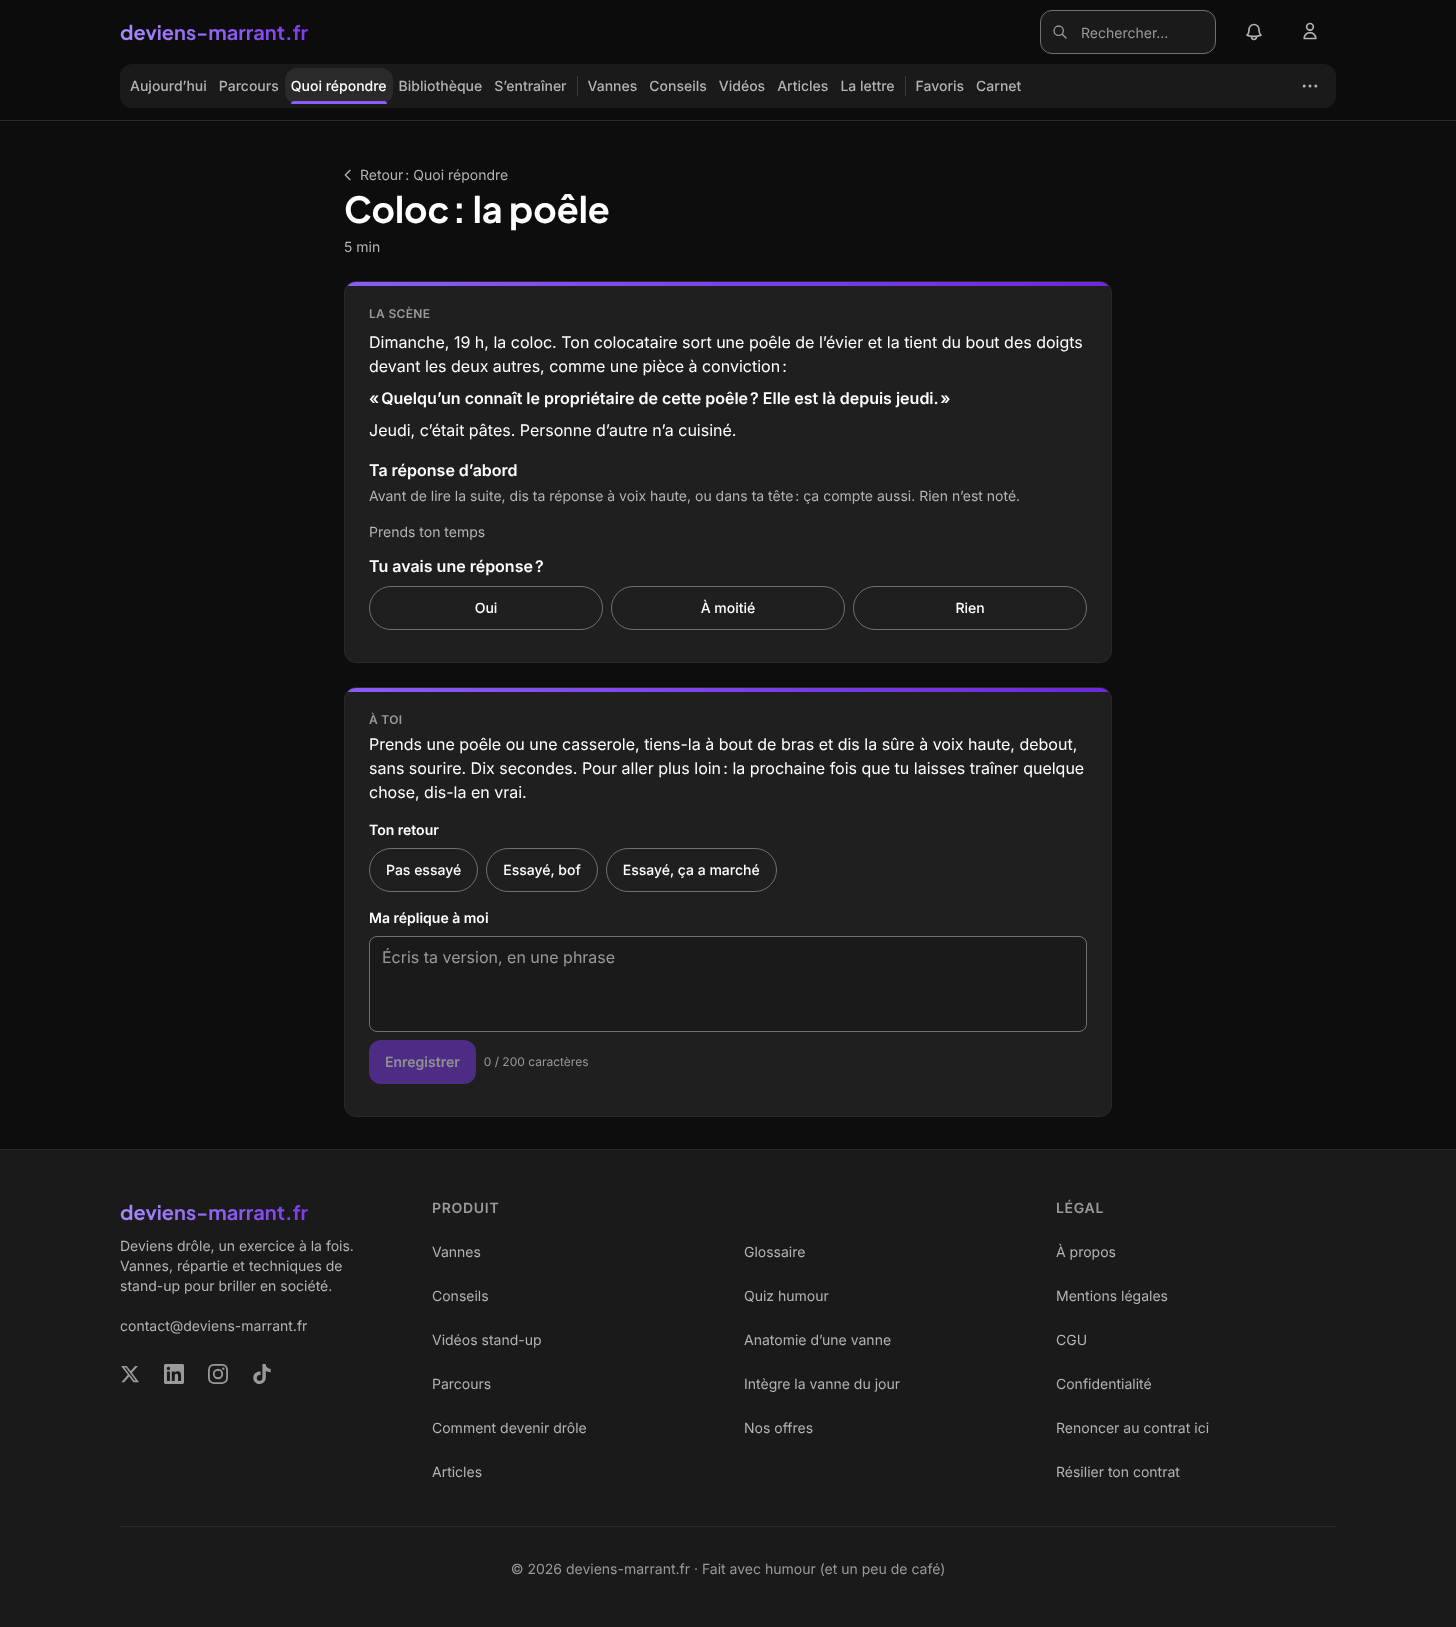 deviens-marrant.fr
Rechercher...
Aujourd’hui Parcours Quoi répondre Bibliothèque S’entraîner Vannes Conseils Vidéos Articles La lettre Favoris Carnet
Retour : Quoi répondre
Coloc : la poêle
5 min
LA SCÈNE
Dimanche, 19 h, la coloc. Ton colocataire sort une poêle de l’évier et la tient du bout des doigts
devant les deux autres, comme une pièce à conviction :
« Quelqu’un connaît le propriétaire de cette poêle ? Elle est là depuis jeudi. »
Jeudi, c’était pâtes. Personne d’autre n’a cuisiné.
Ta réponse d’abord
Avant de lire la suite, dis ta réponse à voix haute, ou dans ta tête : ça compte aussi. Rien n’est noté.
Prends ton temps
Tu avais une réponse ?
Oui À moitié Rien
À TOI
Prends une poêle ou une casserole, tiens-la à bout de bras et dis la sûre à voix haute, debout,
sans sourire. Dix secondes. Pour aller plus loin : la prochaine fois que tu laisses traîner quelque
chose, dis-la en vrai.
Ton retour
Pas essayé Essayé, bof Essayé, ça a marché
Ma réplique à moi
Écris ta version, en une phrase
Enregistrer 0 / 200 caractères
deviens-marrant.fr
Deviens drôle, un exercice à la fois.
Vannes, répartie et techniques de
stand-up pour briller en société.
contact@deviens-marrant.fr
PRODUIT
Vannes
Conseils
Vidéos stand-up
Parcours
Comment devenir drôle
Articles
Glossaire
Quiz humour
Anatomie d’une vanne
Intègre la vanne du jour
Nos offres
LÉGAL
À propos
Mentions légales
CGU
Confidentialité
Renoncer au contrat ici
Résilier ton contrat
© 2026 deviens-marrant.fr · Fait avec humour (et un peu de café)